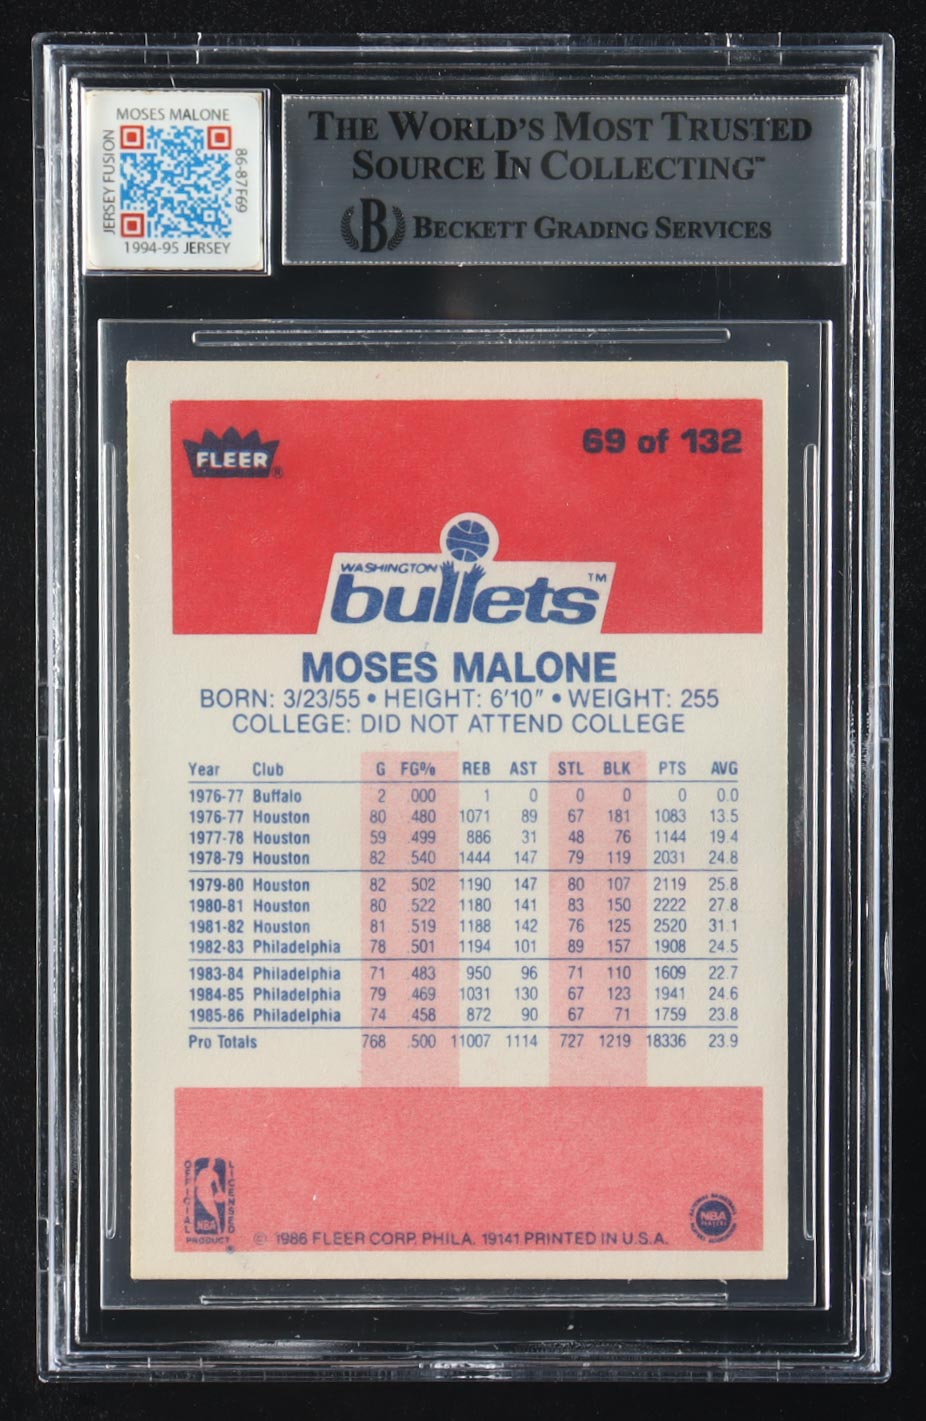 MOSES MALONE
JERSEY FUSION
86-87F69
1994-95 JERSEY
THE WORLD'S MOST TRUSTED
SOURCE IN COLLECTING™
B BECKETT GRADING SERVICES
FLEER®
69 of 132
WASHINGTON
bullets™
MOSES MALONE
BORN: 3/23/55 • HEIGHT: 6'10" • WEIGHT: 255
COLLEGE: DID NOT ATTEND COLLEGE
Year Club G FG% REB AST STL BLK PTS AVG
1976-77 Buffalo 2 .000 1 0 0 0 0 0.0
1976-77 Houston 80 .480 1071 89 67 181 1083 13.5
1977-78 Houston 59 .499 886 31 48 76 1144 19.4
1978-79 Houston 82 .540 1444 147 79 119 2031 24.8
1979-80 Houston 82 .502 1190 147 80 107 2119 25.8
1980-81 Houston 80 .522 1180 141 83 150 2222 27.8
1981-82 Houston 81 .519 1188 142 76 125 2520 31.1
1982-83 Philadelphia 78 .501 1194 101 89 157 1908 24.5
1983-84 Philadelphia 71 .483 950 96 71 110 1609 22.7
1984-85 Philadelphia 79 .469 1031 130 67 123 1941 24.6
1985-86 Philadelphia 74 .458 872 90 67 71 1759 23.8
Pro Totals 768 .500 11007 1114 727 1219 18336 23.9
OFFICIAL
LICENSED
NBA
PRODUCT®
© 1986 FLEER CORP. PHILA. 19141 PRINTED IN U.S.A.
NBA